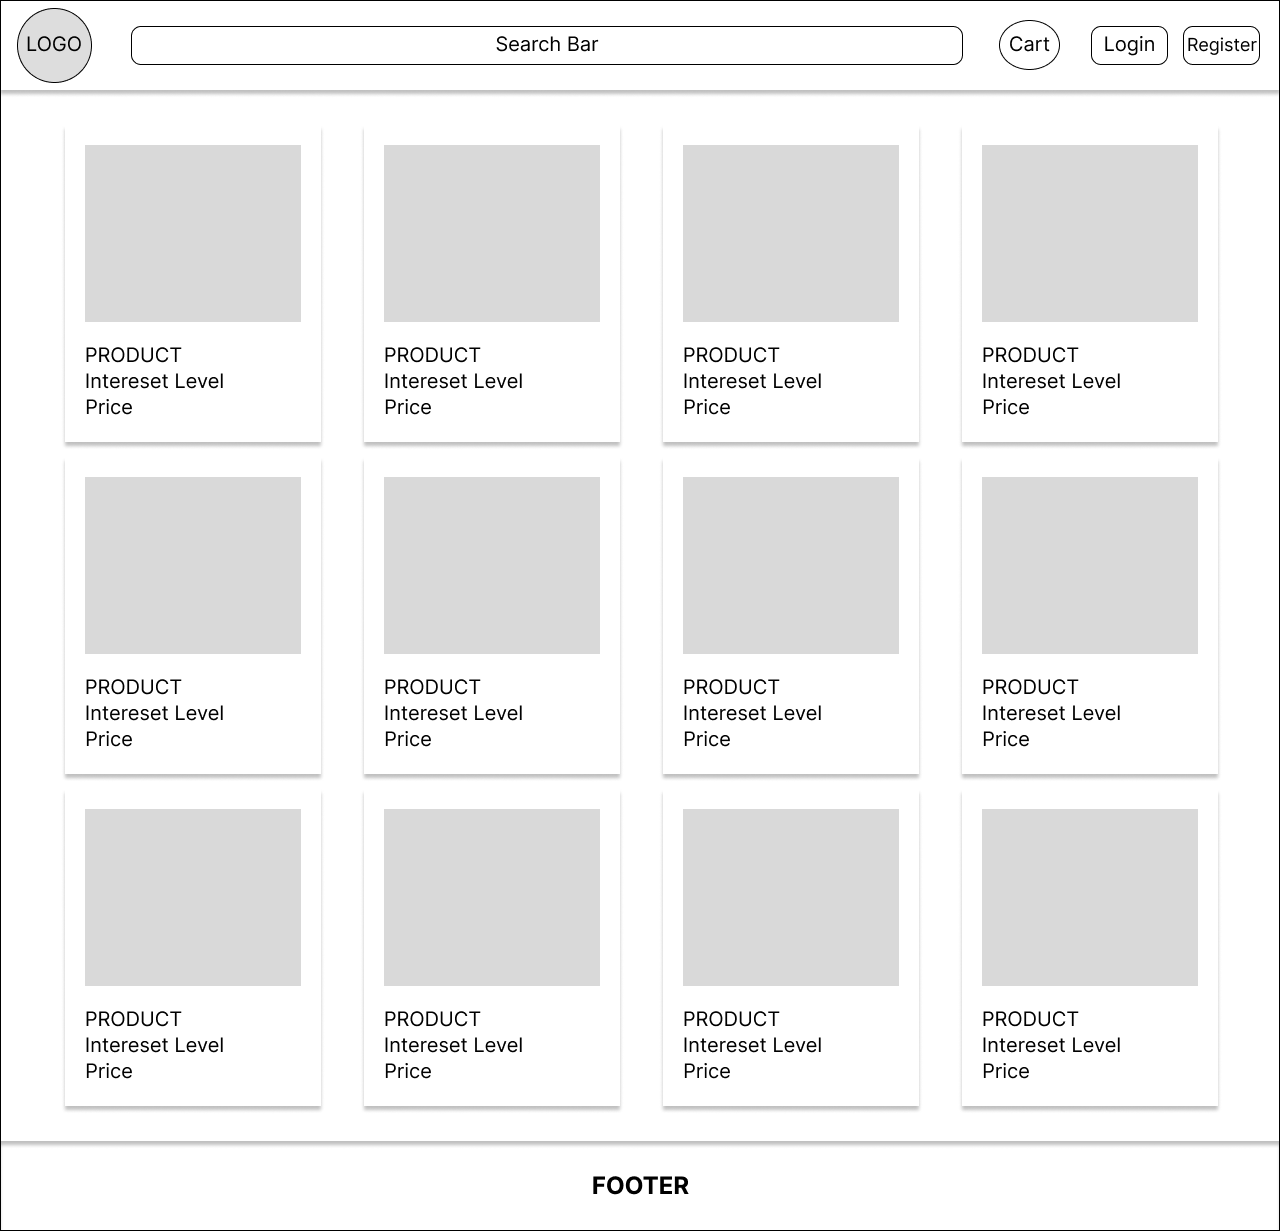 LOGO
Search Bar
Cart
Login
Register
PRODUCT
Intereset Level
Price
PRODUCT
Intereset Level
Price
PRODUCT
Intereset Level
Price
PRODUCT
Intereset Level
Price
PRODUCT
Intereset Level
Price
PRODUCT
Intereset Level
Price
PRODUCT
Intereset Level
Price
PRODUCT
Intereset Level
Price
PRODUCT
Intereset Level
Price
PRODUCT
Intereset Level
Price
PRODUCT
Intereset Level
Price
PRODUCT
Intereset Level
Price
FOOTER